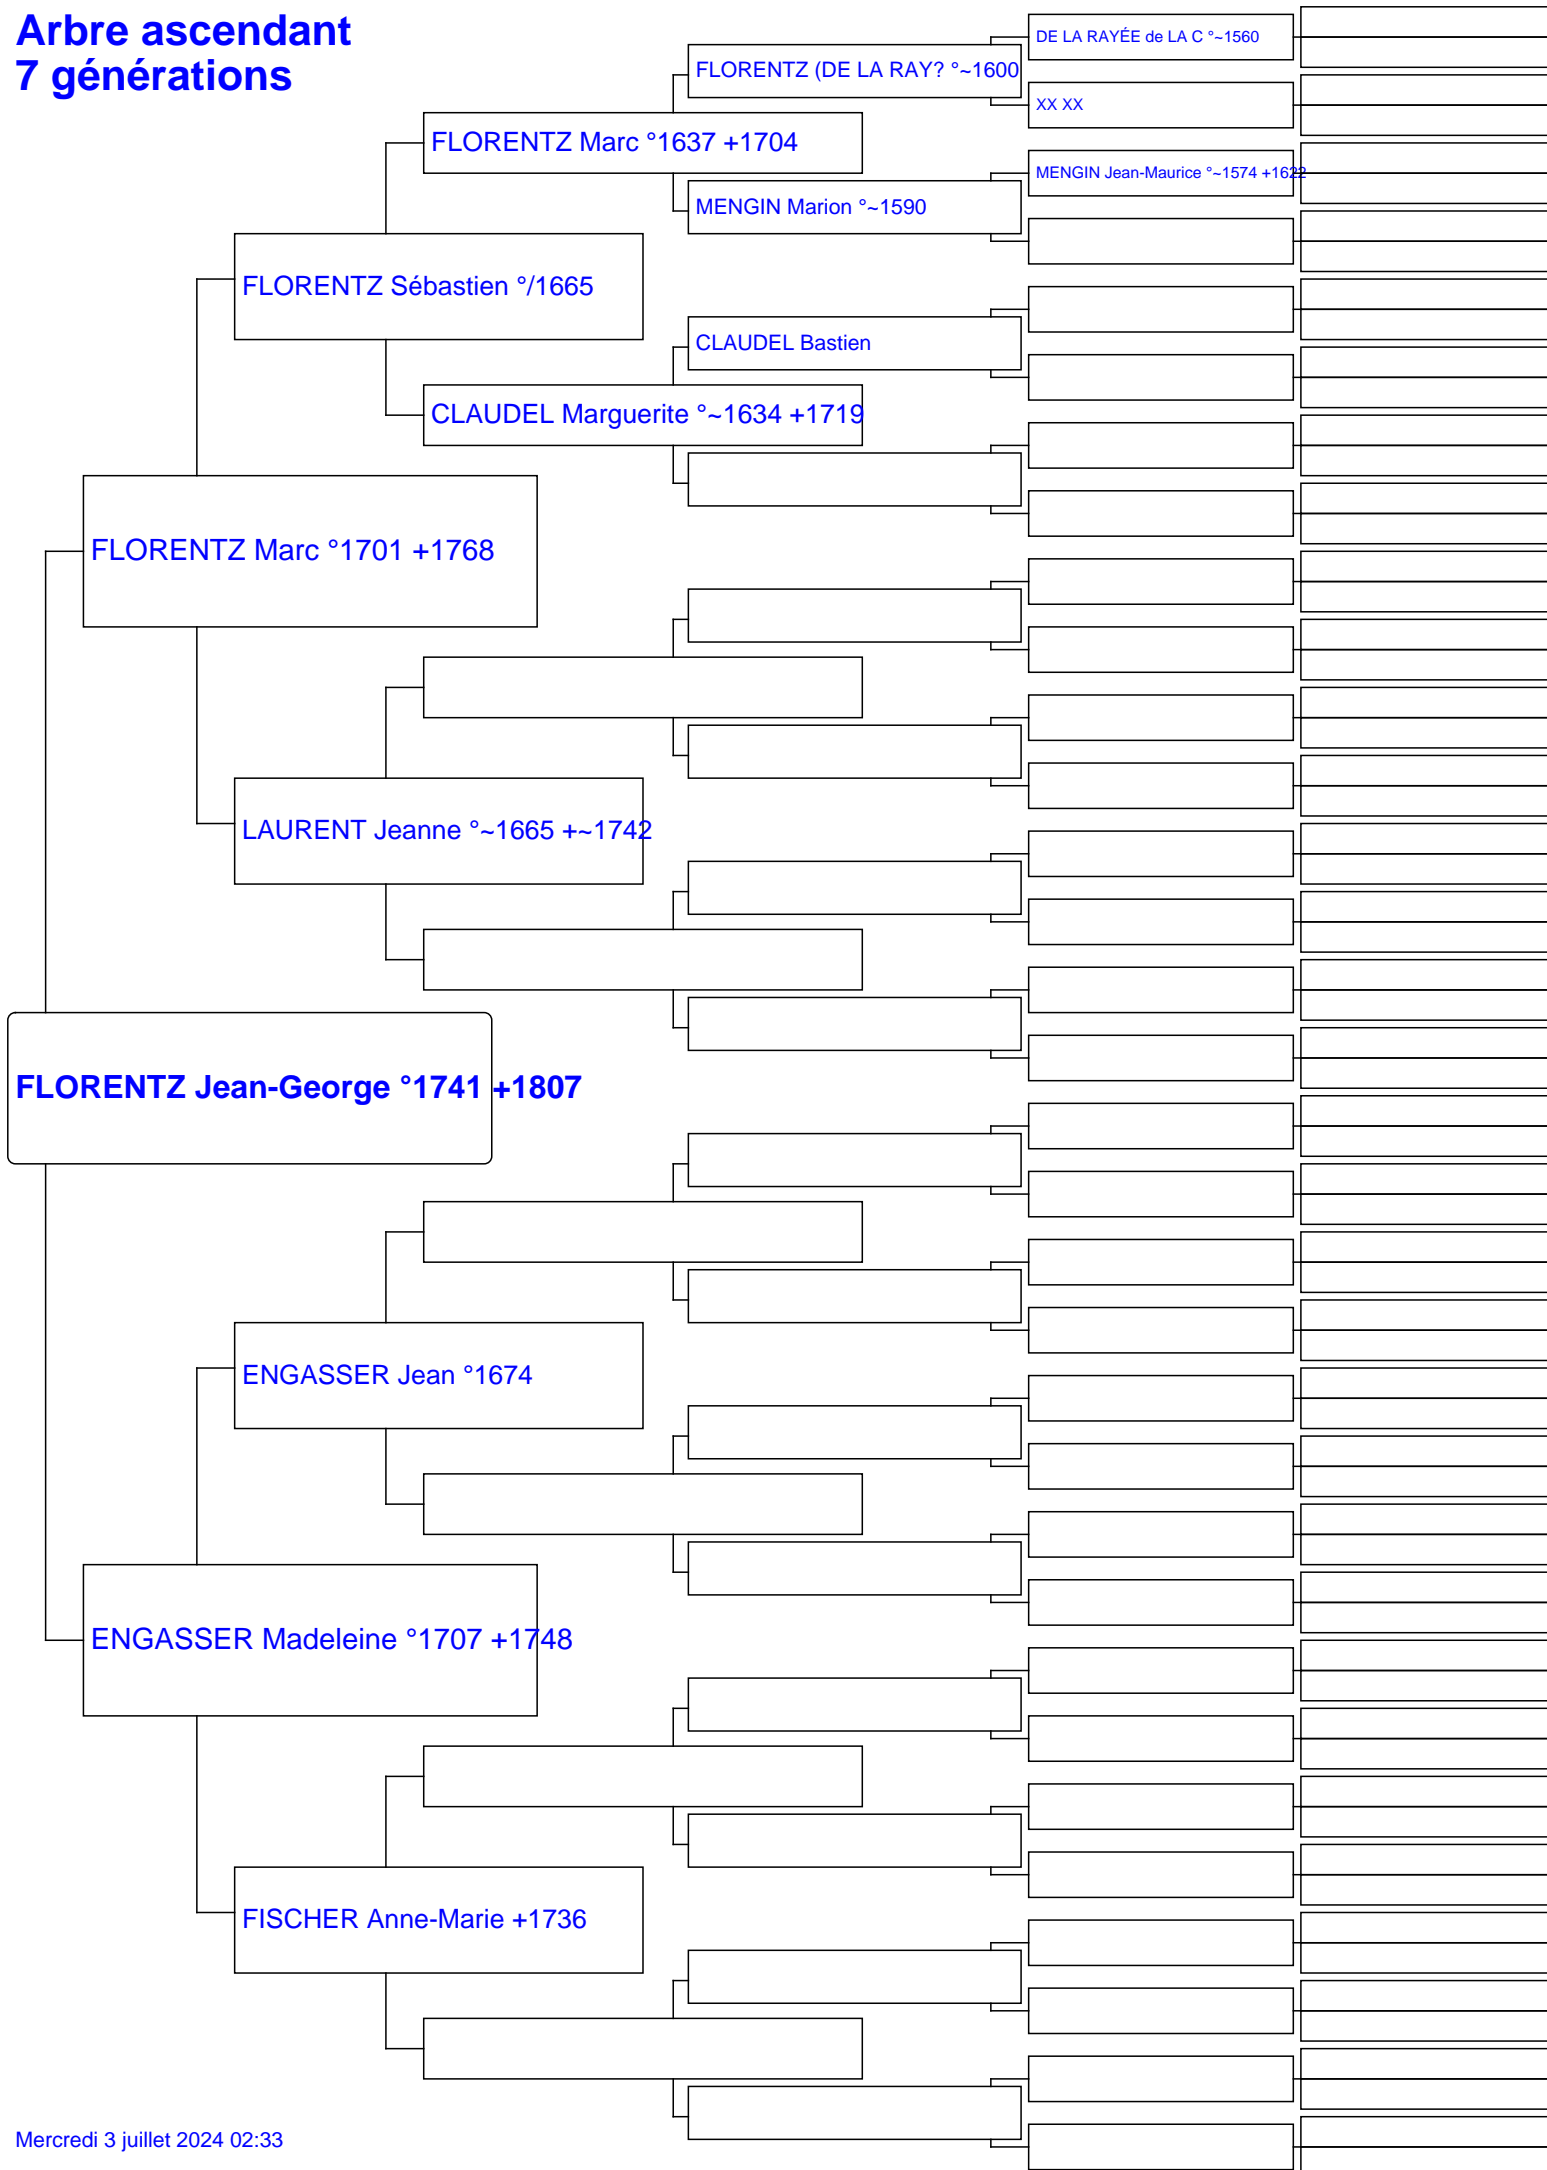 Arbre ascendant
7 générations
DE LA RAYÉE de LA C °~1560
FLORENTZ (DE LA RAY? °~1600
XX XX
FLORENTZ Marc °1637 +1704
MENGIN Jean-Maurice °~1574 +1622
MENGIN Marion °~1590
FLORENTZ Sébastien °/1665
CLAUDEL Bastien
CLAUDEL Marguerite °~1634 +1719
FLORENTZ Marc °1701 +1768
LAURENT Jeanne °~1665 +~1742
FLORENTZ Jean-George °1741 +1807
ENGASSER Jean °1674
ENGASSER Madeleine °1707 +1748
FISCHER Anne-Marie +1736
Mercredi 3 juillet 2024 02:33